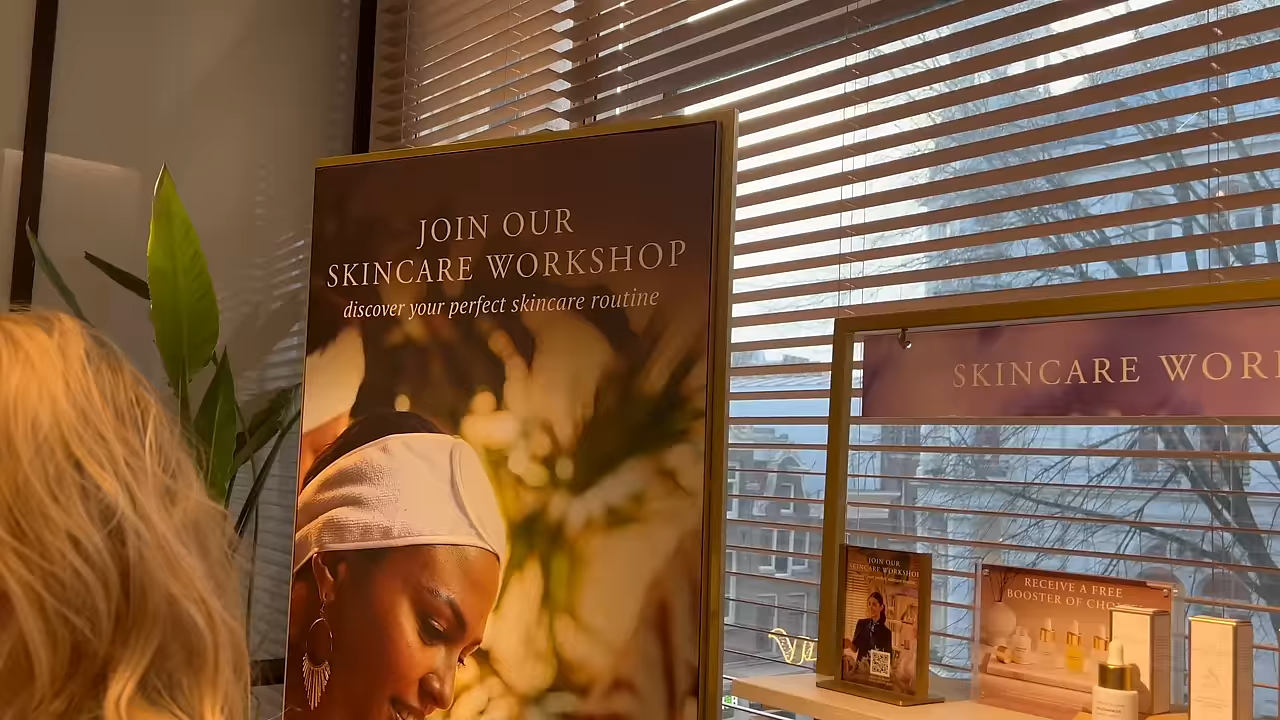 JOIN OUR
SKINCARE WORKSHOP
discover your perfect skincare routine
SKINCARE WOR
JOIN OUR
SKINCARE WORKSHOP
RECEIVE A FREE
BOOSTER OF